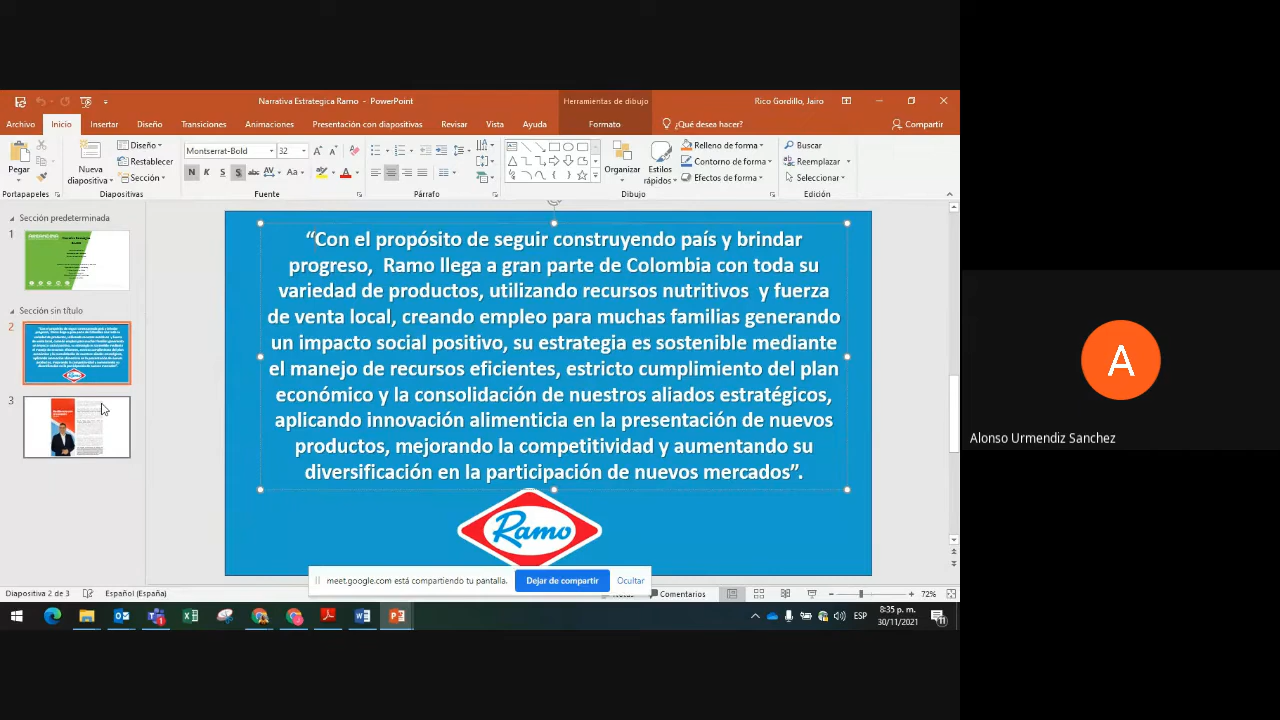 Narrativa Estrategica Ramo - PowerPoint
Herramientas de dibujo
Rico Gordillo, Jairo
Archivo Inicio Insertar Diseño Transiciones Animaciones Presentación con diapositivas Revisar Vista Ayuda Formato ¿Qué desea hacer? Compartir
Pegar
Nueva diapositiva
Diseño
Restablecer
Sección
Montserrat-Bold 32
N K S S abc AV Aa A
Organizar
Estilos rápidos
Relleno de forma
Contorno de forma
Efectos de forma
Buscar
Reemplazar
Seleccionar
Portapapeles Diapositivas Fuente Párrafo Dibujo Edición
Sección predeterminada
1
Sección sin título
2
3
“Con el propósito de seguir construyendo país y brindar
progreso, Ramo llega a gran parte de Colombia con toda su
variedad de productos, utilizando recursos nutritivos y fuerza
de venta local, creando empleo para muchas familias generando
un impacto social positivo, su estrategia es sostenible mediante
el manejo de recursos eficientes, estricto cumplimiento del plan
económico y la consolidación de nuestros aliados estratégicos,
aplicando innovación alimenticia en la presentación de nuevos
productos, mejorando la competitividad y aumentando su
diversificación en la participación de nuevos mercados”.
Ramo
meet.google.com está compartiendo tu pantalla. Dejar de compartir Ocultar
Diapositiva 2 de 3 Español (España) Comentarios 72%
ESP
8:35 p. m.
30/11/2021
A
Alonso Urmendiz Sanchez